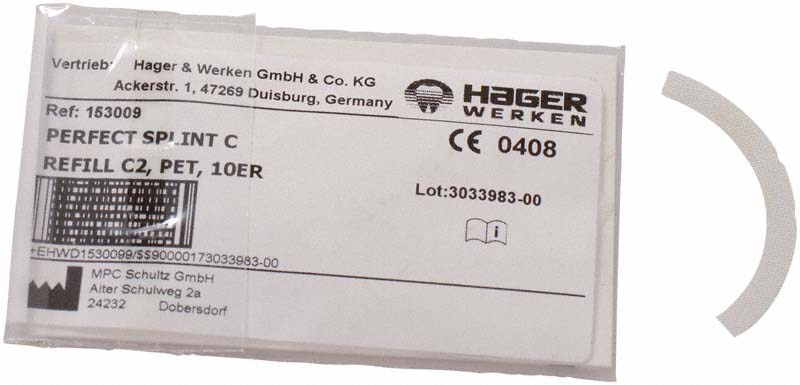 Vertrieb: Hager & Werken GmbH & Co. KG
Ackerstr. 1, 47269 Duisburg, Germany
HAGER
WERKEN
Ref: 153009
PERFECT SPLINT C
REFILL C2, PET, 10ER
CE 0408
Lot:3033983-00
i
+EHWD1530099/$$90000173033983-00
MPC Schultz GmbH
Alter Schulweg 2a
24232 Dobersdorf